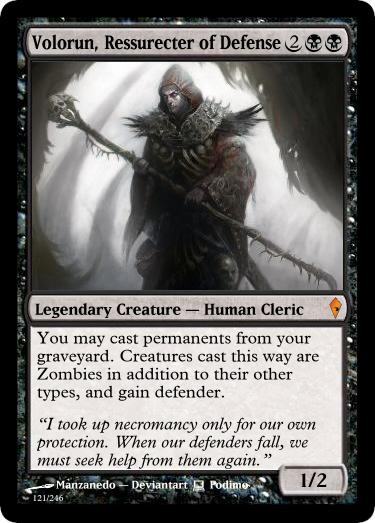 Volorun, Ressurecter of Defense 2
Legendary Creature — Human Cleric
You may cast permanents from your
graveyard. Creatures cast this way are
Zombies in addition to their other
types, and gain defender.
“I took up necromancy only for our own
protection. When our defenders fall, we
must seek help from them again.”
1/2
Manzanedo — Deviantart Podimo
121/246